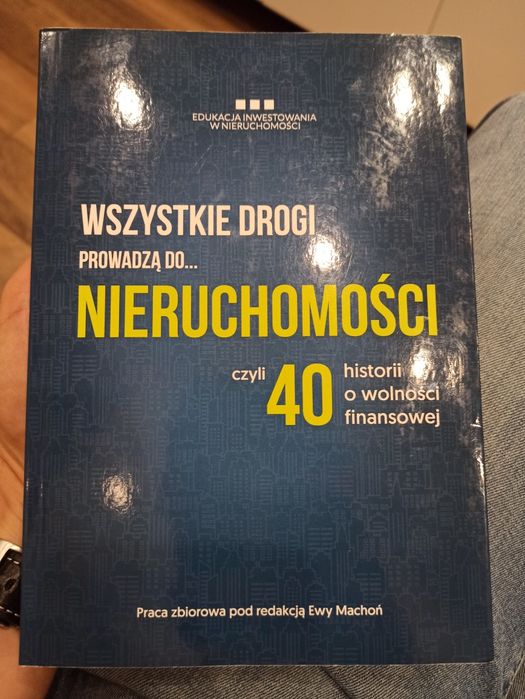 EDUKACJA INWESTOWANIA
W NIERUCHOMOŚCI
WSZYSTKIE DROGI
PROWADZĄ DO...
NIERUCHOMOŚCI
czyli 40 historii
o wolności
finansowej
Praca zbiorowa pod redakcją Ewy Machoń